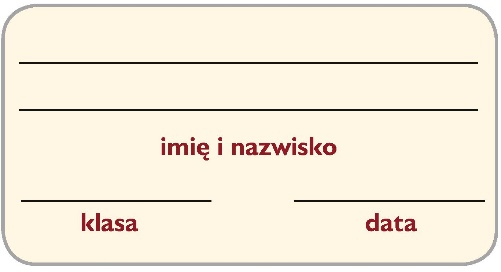 imię i nazwisko
klasa data